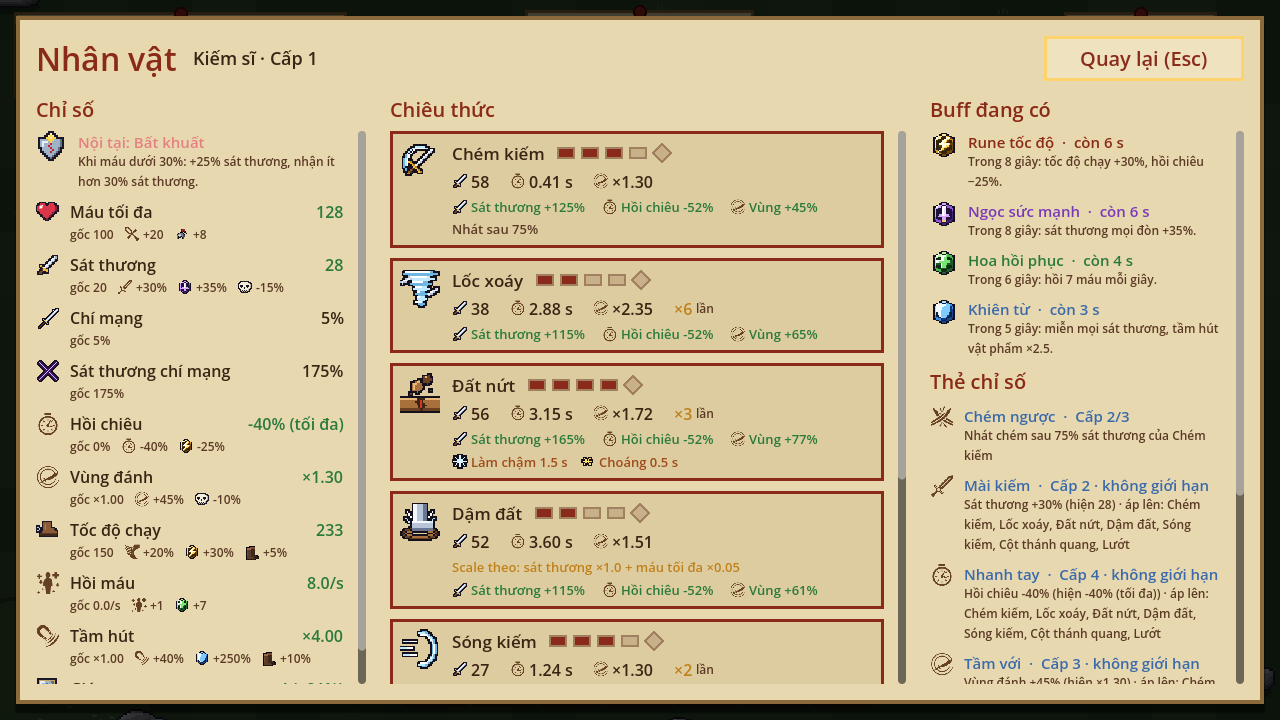 Nhân vật
Kiếm sĩ · Cấp 1
Quay lại (Esc)
Chỉ số
Nội tại: Bất khuất
Khi máu dưới 30%: +25% sát thương, nhận ít
hơn 30% sát thương.
Máu tối đa 128
gốc 100 +20 +8
Sát thương 28
gốc 20 +30% +35% -15%
Chí mạng 5%
gốc 5%
Sát thương chí mạng 175%
gốc 175%
Hồi chiêu -40% (tối đa)
gốc 0% -40% -25%
Vùng đánh ×1.30
gốc ×1.00 +45% -10%
Tốc độ chạy 233
gốc 150 +20% +30% +5%
Hồi máu 8.0/s
gốc 0.0/s +1 +7
Tầm hút ×4.00
gốc ×1.00 +40% +250% +10%
Chiêu thức
Chém kiếm
58 0.41 s ×1.30
Sát thương +125% Hồi chiêu -52% Vùng +45%
Nhát sau 75%
Lốc xoáy
38 2.88 s ×2.35 ×6 lần
Sát thương +115% Hồi chiêu -52% Vùng +65%
Đất nứt
56 3.15 s ×1.72 ×3 lần
Sát thương +165% Hồi chiêu -52% Vùng +77%
Làm chậm 1.5 s Choáng 0.5 s
Dậm đất
52 3.60 s ×1.51
Scale theo: sát thương ×1.0 + máu tối đa ×0.05
Sát thương +115% Hồi chiêu -52% Vùng +61%
Sóng kiếm
27 1.24 s ×1.30 ×2 lần
Buff đang có
Rune tốc độ · còn 6 s
Trong 8 giây: tốc độ chạy +30%, hồi chiêu
−25%.
Ngọc sức mạnh · còn 6 s
Trong 8 giây: sát thương mọi đòn +35%.
Hoa hồi phục · còn 4 s
Trong 6 giây: hồi 7 máu mỗi giây.
Khiên từ · còn 3 s
Trong 5 giây: miễn mọi sát thương, tầm hút
vật phẩm ×2.5.
Thẻ chỉ số
Chém ngược · Cấp 2/3
Nhát chém sau 75% sát thương của Chém
kiếm
Mài kiếm · Cấp 2 · không giới hạn
Sát thương +30% (hiện 28) · áp lên: Chém
kiếm, Lốc xoáy, Đất nứt, Dậm đất, Sóng
kiếm, Cột thánh quang, Lướt
Nhanh tay · Cấp 4 · không giới hạn
Hồi chiêu -40% (hiện -40% (tối đa)) · áp lên:
Chém kiếm, Lốc xoáy, Đất nứt, Dậm đất,
Sóng kiếm, Cột thánh quang, Lướt
Tầm với · Cấp 3 · không giới hạn
Vùng đánh +45% (hiện ×1.30) · áp lên: Chém